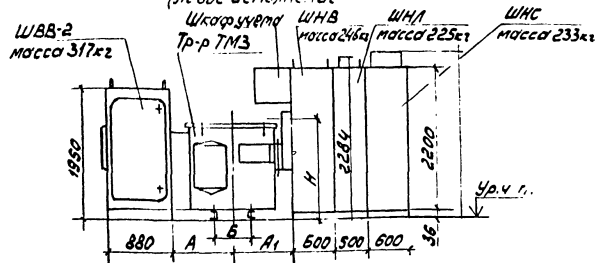 ШВВ-2
масса 317кг
Шкаф учета
Тр-р ТМЗ
ШНВ
масса 246кг
ШНЛ
масса 225кг
ШНС
масса 233кг
1950
Н
2284
2200
Ур.ч г.
36
880
А
Б
А1
600
500
600